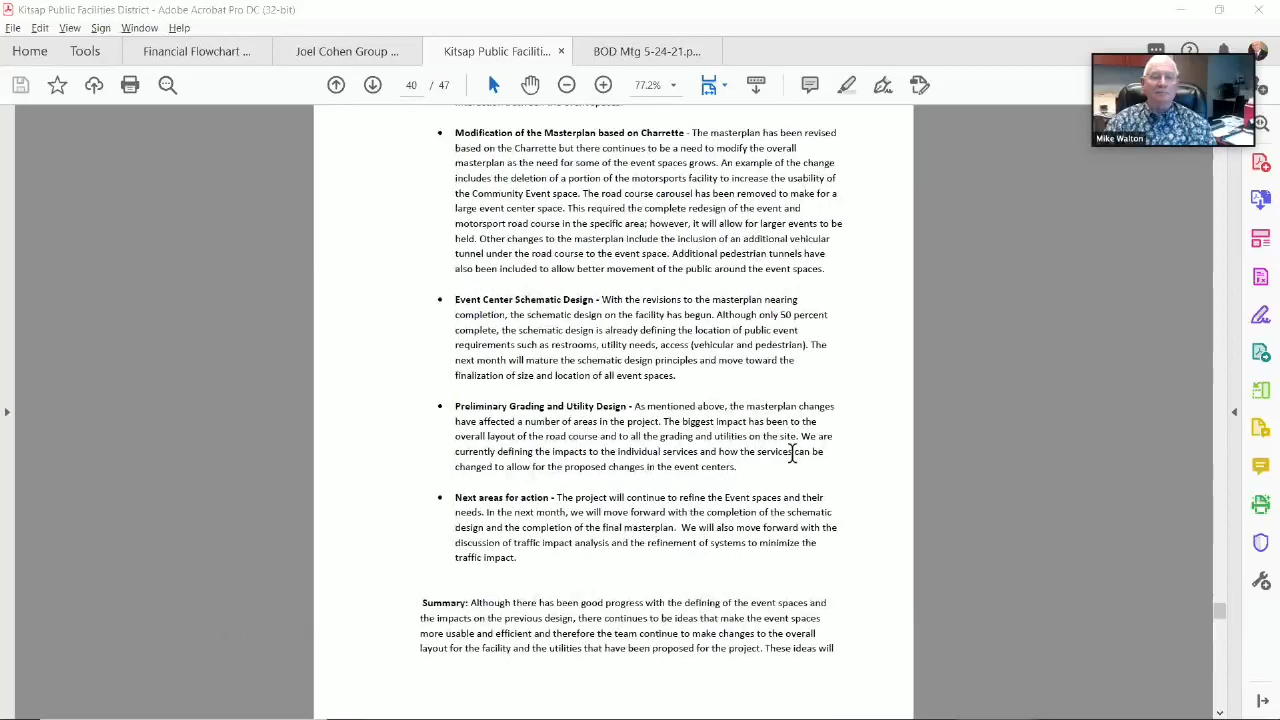 Kitsap Public Facilities District - Adobe Acrobat Pro DC (32-bit)
File Edit View Sign Window Help
Home Tools Financial Flowchart ... Joel Cohen Group ... Kitsap Public Faciliti... × BOD Mtg 5-24-21.p...
40 / 47 77.2%
Mike Walton
• Modification of the Masterplan based on Charrette - The masterplan has been revised
based on the Charrette but there continues to be a need to modify the overall
masterplan as the need for some of the event spaces grows. An example of the change
includes the deletion of a portion of the motorsports facility to increase the usability of
the Community Event space. The road course carousel has been removed to make for a
large event center space. This required the complete redesign of the event and
motorsport road course in the specific area; however, it will allow for larger events to be
held. Other changes to the masterplan include the inclusion of an additional vehicular
tunnel under the road course to the event space. Additional pedestrian tunnels have
also been included to allow better movement of the public around the event spaces.
• Event Center Schematic Design - With the revisions to the masterplan nearing
completion, the schematic design on the facility has begun. Although only 50 percent
complete, the schematic design is already defining the location of public event
requirements such as restrooms, utility needs, access (vehicular and pedestrian). The
next month will mature the schematic design principles and move toward the
finalization of size and location of all event spaces.
• Preliminary Grading and Utility Design - As mentioned above, the masterplan changes
have affected a number of areas in the project. The biggest impact has been to the
overall layout of the road course and to all the grading and utilities on the site. We are
currently defining the impacts to the individual services and how the services can be
changed to allow for the proposed changes in the event centers.
• Next areas for action - The project will continue to refine the Event spaces and their
needs. In the next month, we will move forward with the completion of the schematic
design and the completion of the final masterplan. We will also move forward with the
discussion of traffic impact analysis and the refinement of systems to minimize the
traffic impact.
Summary: Although there has been good progress with the defining of the event spaces and
the impacts on the previous design, there continues to be ideas that make the event spaces
more usable and efficient and therefore the team continue to make changes to the overall
layout for the facility and the utilities that have been proposed for the project. These ideas will